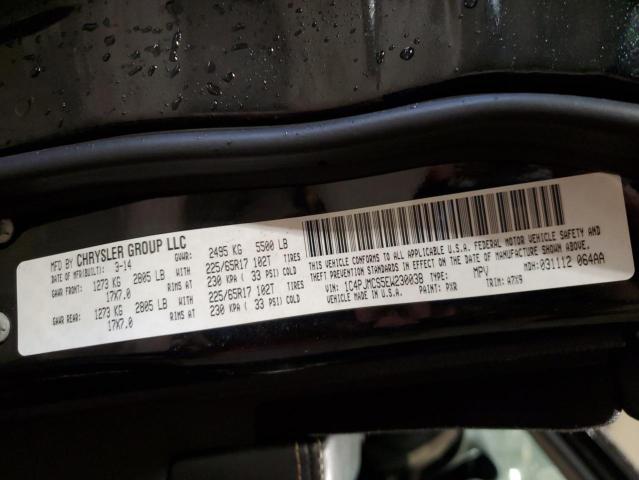 MFD BY CHRYSLER GROUP LLC
DATE OF MFR(BUILT): 3-14 GVWR: 2495 KG 5500 LB
GAWR FRONT: 1273 KG 2805 LB WITH 225/65R17 102T TIRES
17X7.0 RIMS AT 230 KPA ( 33 PSI) COLD
GAWR REAR: 1273 KG 2805 LB WITH 225/65R17 102T TIRES
17X7.0 RIMS AT 230 KPA ( 33 PSI) COLD
THIS VEHICLE CONFORMS TO ALL APPLICABLE U.S.A. FEDERAL MOTOR VEHICLE SAFETY AND
THEFT PREVENTION STANDARDS IN EFFECT ON THE DATE OF MANUFACTURE SHOWN ABOVE.
VIN: 1C4PJMCS5EW230038 TYPE: MPV MDH: 031112 064AA
MADE IN U.S.A. PAINT: PXR TRIM: A7X9